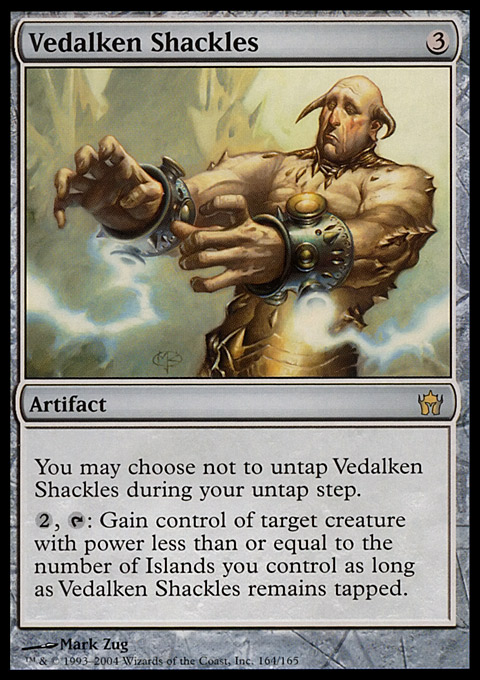 Vedalken Shackles 3
Artifact
You may choose not to untap Vedalken
Shackles during your untap step.
2, : Gain control of target creature
with power less than or equal to the
number of Islands you control as long
as Vedalken Shackles remains tapped.
Mark Zug
™ & © 1993–2004 Wizards of the Coast, Inc. 164/165